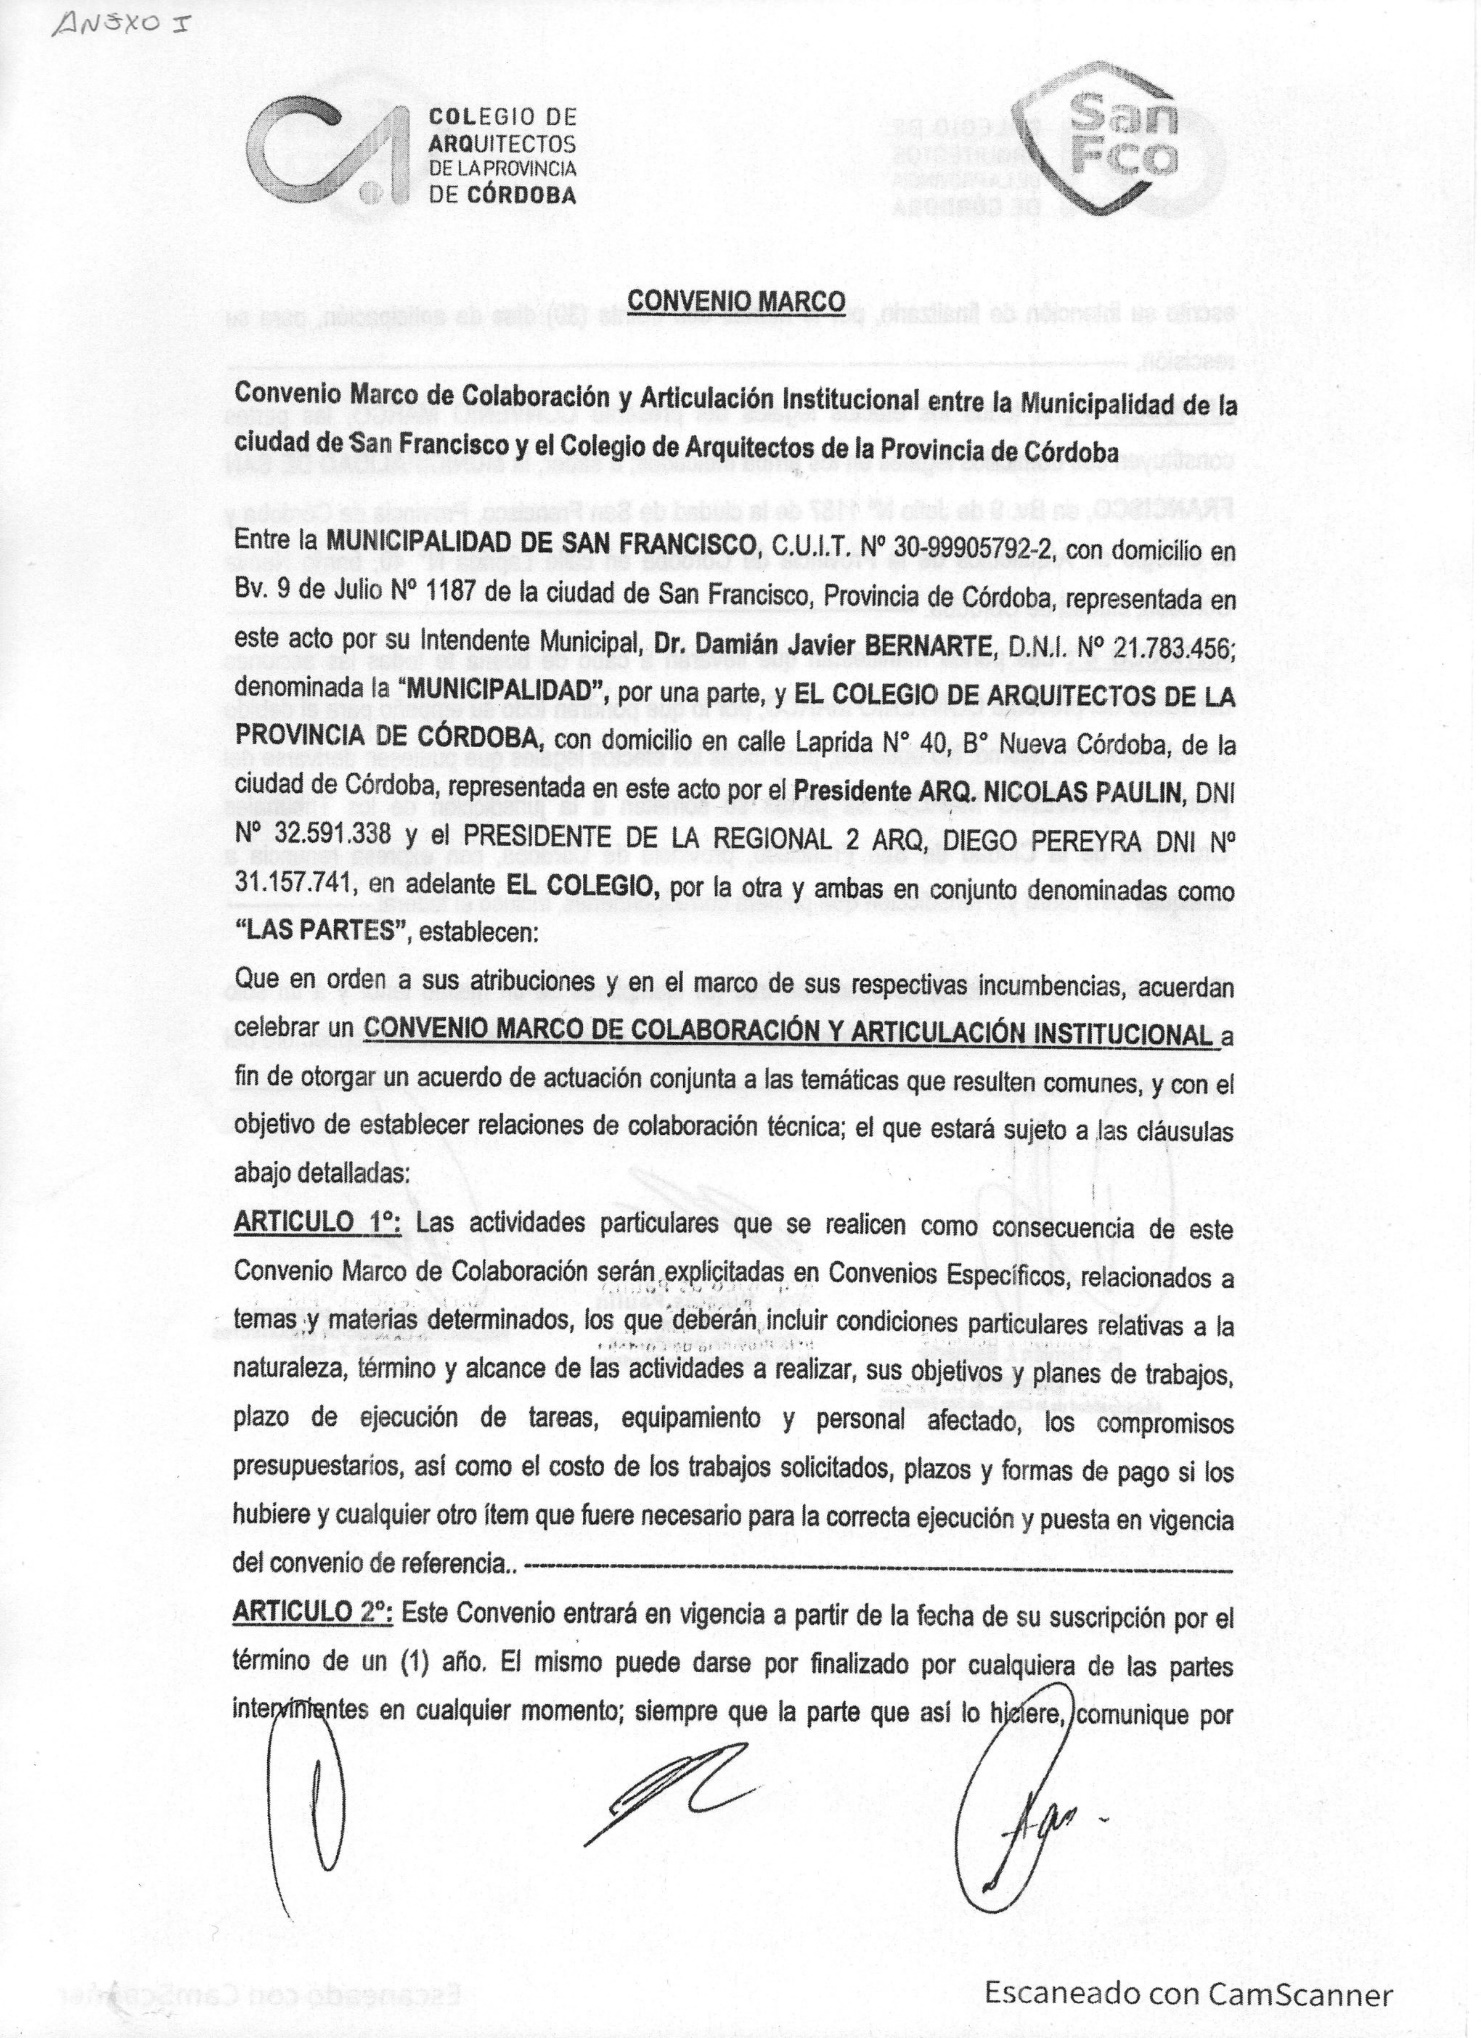 ANEXO I
COLEGIO DE
ARQUITECTOS
DE LA PROVINCIA
DE CÓRDOBA
San
Fco
CONVENIO MARCO
Convenio Marco de Colaboración y Articulación Institucional entre la Municipalidad de la
ciudad de San Francisco y el Colegio de Arquitectos de la Provincia de Córdoba
Entre la MUNICIPALIDAD DE SAN FRANCISCO, C.U.I.T. Nº 30-99905792-2, con domicilio en
Bv. 9 de Julio Nº 1187 de la ciudad de San Francisco, Provincia de Córdoba, representada en
este acto por su Intendente Municipal, Dr. Damián Javier BERNARTE, D.N.I. Nº 21.783.456;
denominada la “MUNICIPALIDAD”, por una parte, y EL COLEGIO DE ARQUITECTOS DE LA
PROVINCIA DE CÓRDOBA, con domicilio en calle Laprida N° 40, B° Nueva Córdoba, de la
ciudad de Córdoba, representada en este acto por el Presidente ARQ. NICOLAS PAULIN, DNI
Nº 32.591.338 y el PRESIDENTE DE LA REGIONAL 2 ARQ, DIEGO PEREYRA DNI Nº
31.157.741, en adelante EL COLEGIO, por la otra y ambas en conjunto denominadas como
“LAS PARTES”, establecen:
Que en orden a sus atribuciones y en el marco de sus respectivas incumbencias, acuerdan
celebrar un CONVENIO MARCO DE COLABORACIÓN Y ARTICULACIÓN INSTITUCIONAL a
fin de otorgar un acuerdo de actuación conjunta a las temáticas que resulten comunes, y con el
objetivo de establecer relaciones de colaboración técnica; el que estará sujeto a las cláusulas
abajo detalladas:
ARTICULO 1º: Las actividades particulares que se realicen como consecuencia de este
Convenio Marco de Colaboración serán explicitadas en Convenios Específicos, relacionados a
temas y materias determinados, los que deberán incluir condiciones particulares relativas a la
naturaleza, término y alcance de las actividades a realizar, sus objetivos y planes de trabajos,
plazo de ejecución de tareas, equipamiento y personal afectado, los compromisos
presupuestarios, así como el costo de los trabajos solicitados, plazos y formas de pago si los
hubiere y cualquier otro ítem que fuere necesario para la correcta ejecución y puesta en vigencia
del convenio de referencia.. ----------------------------------------------------------------
ARTICULO 2º: Este Convenio entrará en vigencia a partir de la fecha de su suscripción por el
término de un (1) año. El mismo puede darse por finalizado por cualquiera de las partes
intervinientes en cualquier momento; siempre que la parte que así lo hiciere, comunique por
Escaneado con CamScanner